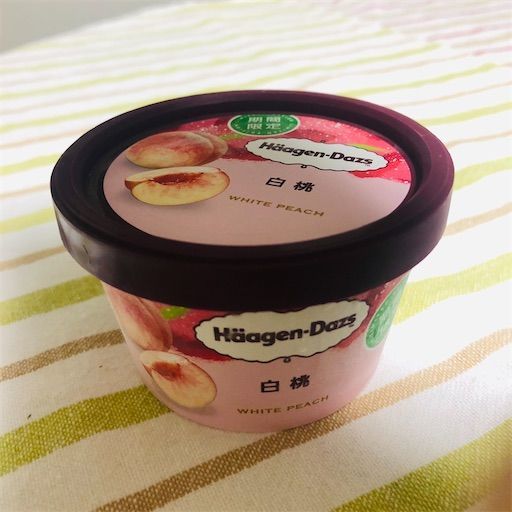 期間
限定
Häagen-Dazs
白桃
WHITE PEACH
Häagen-Dazs
白桃
WHITE PEACH